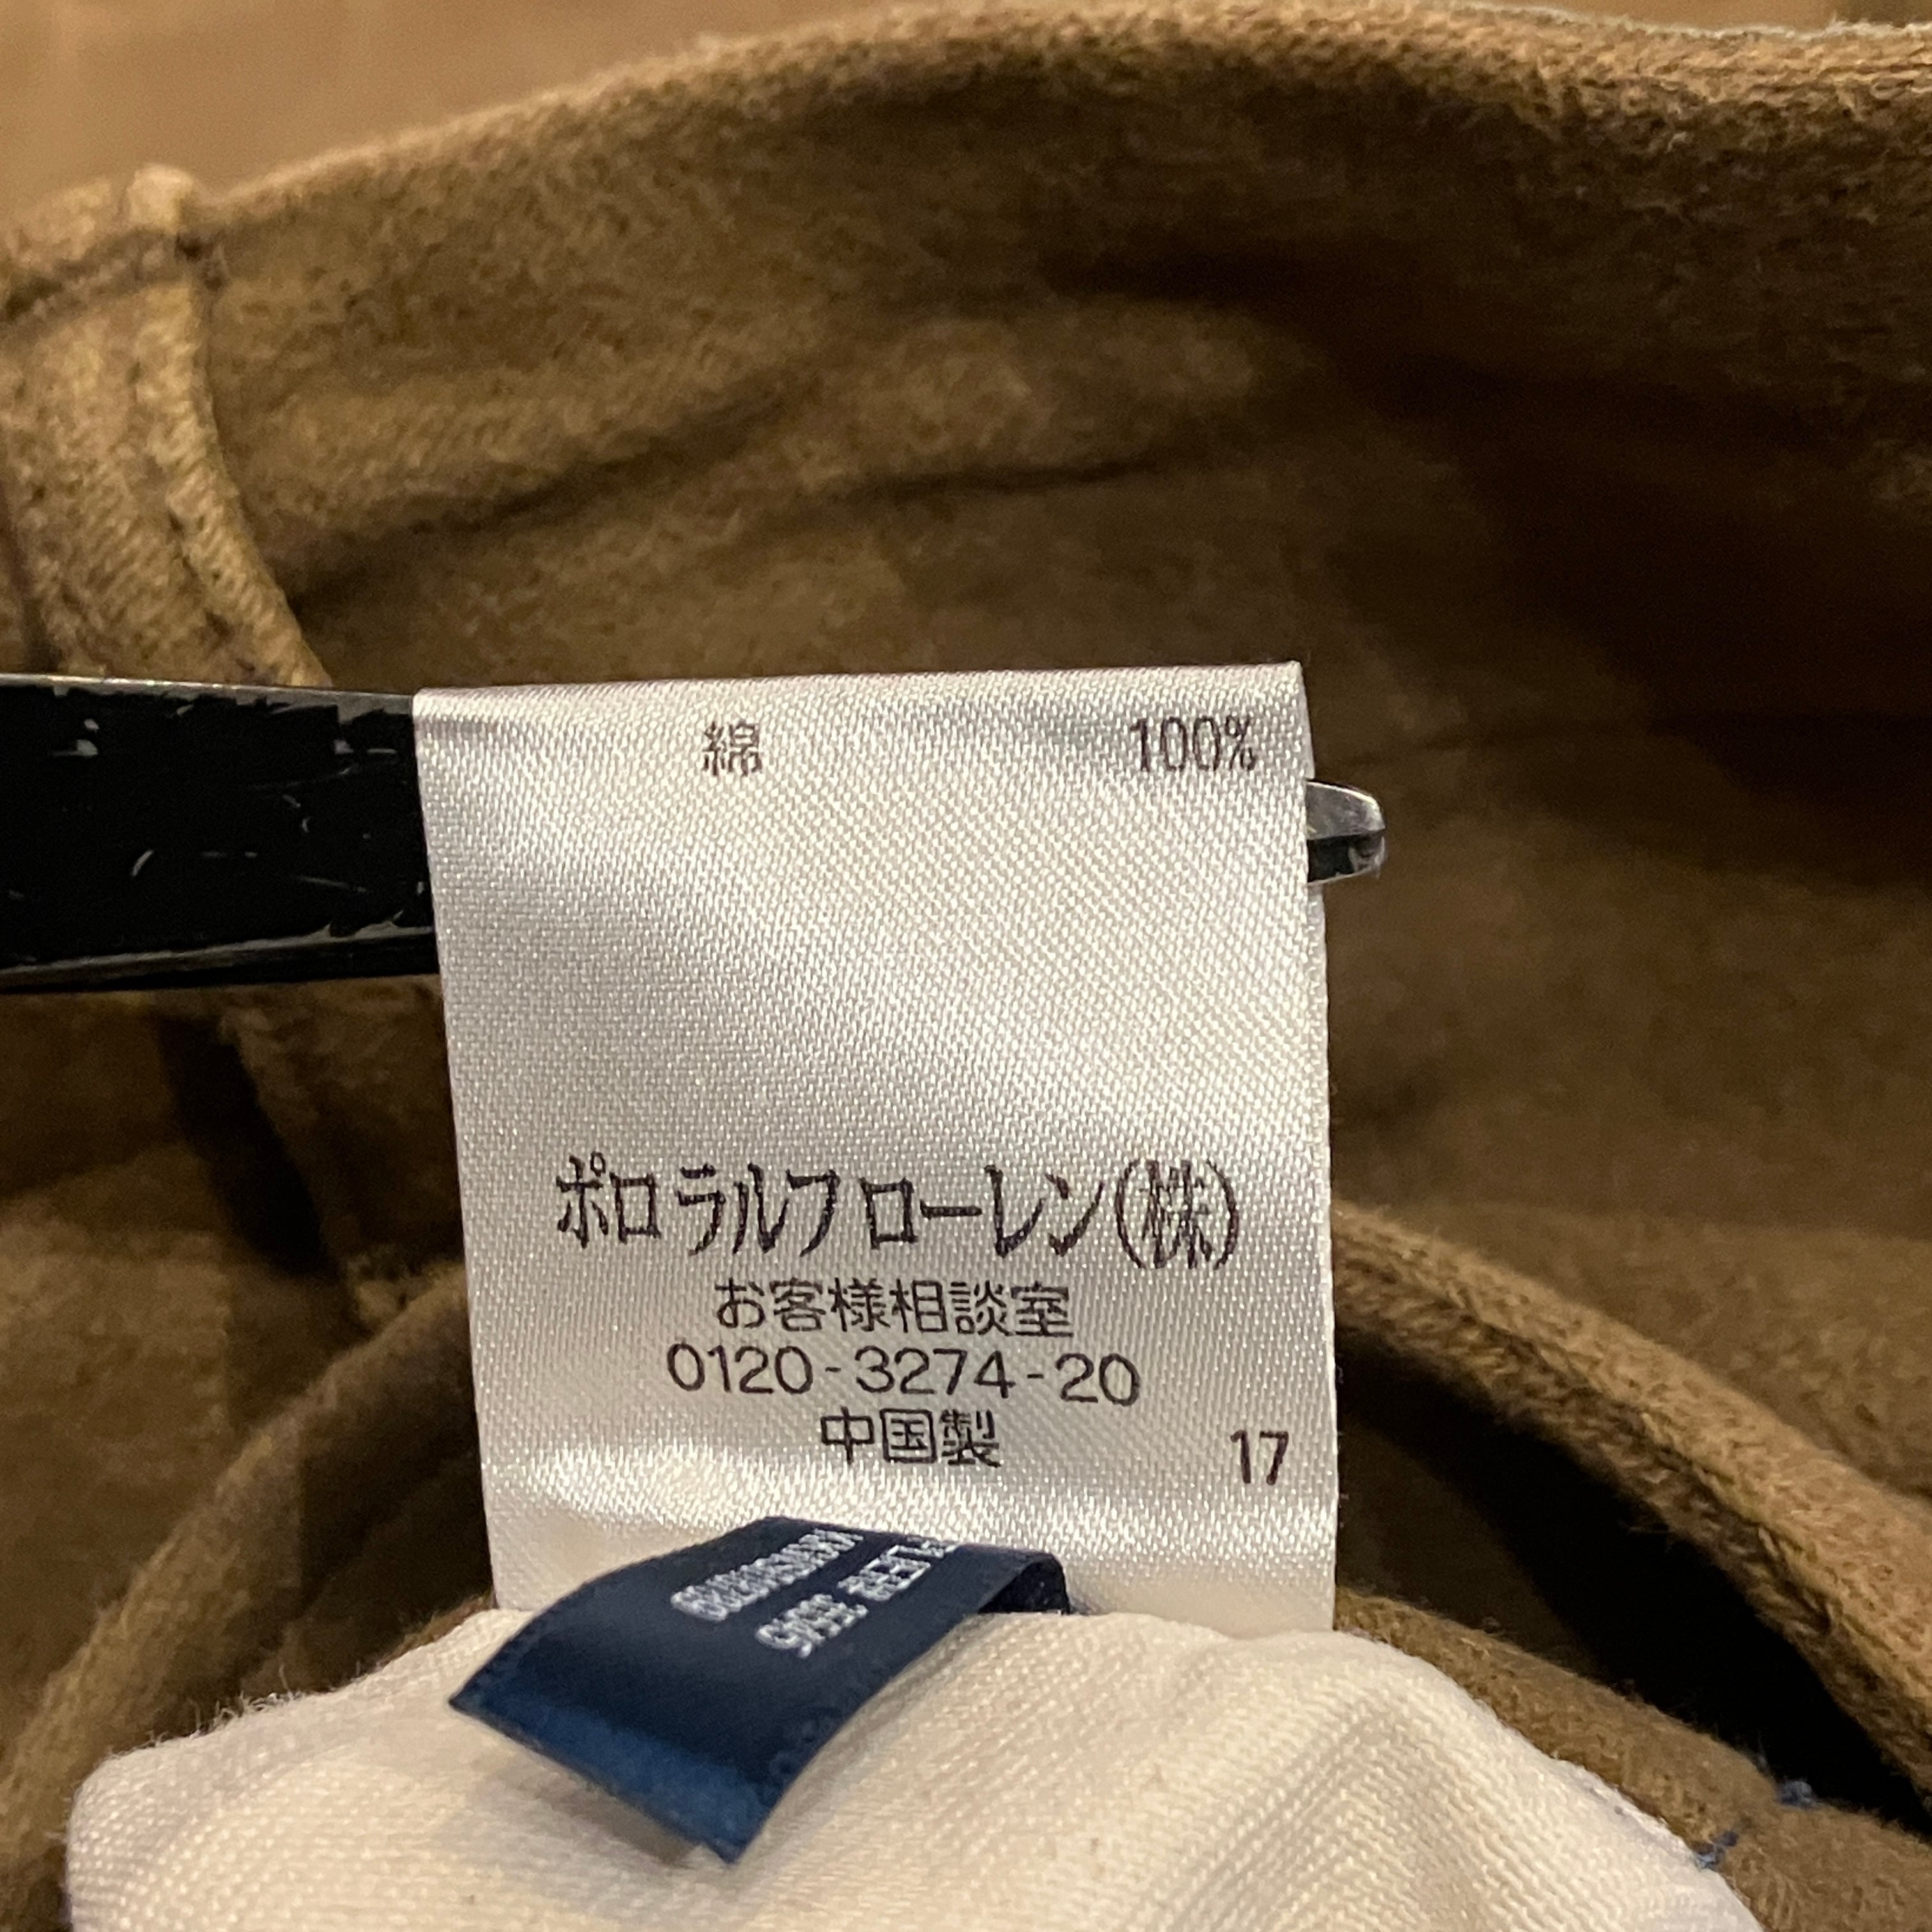 綿 100%
ポロ ラルフ ローレン(株)
お客様相談室
0120-3274-20
中国製
17